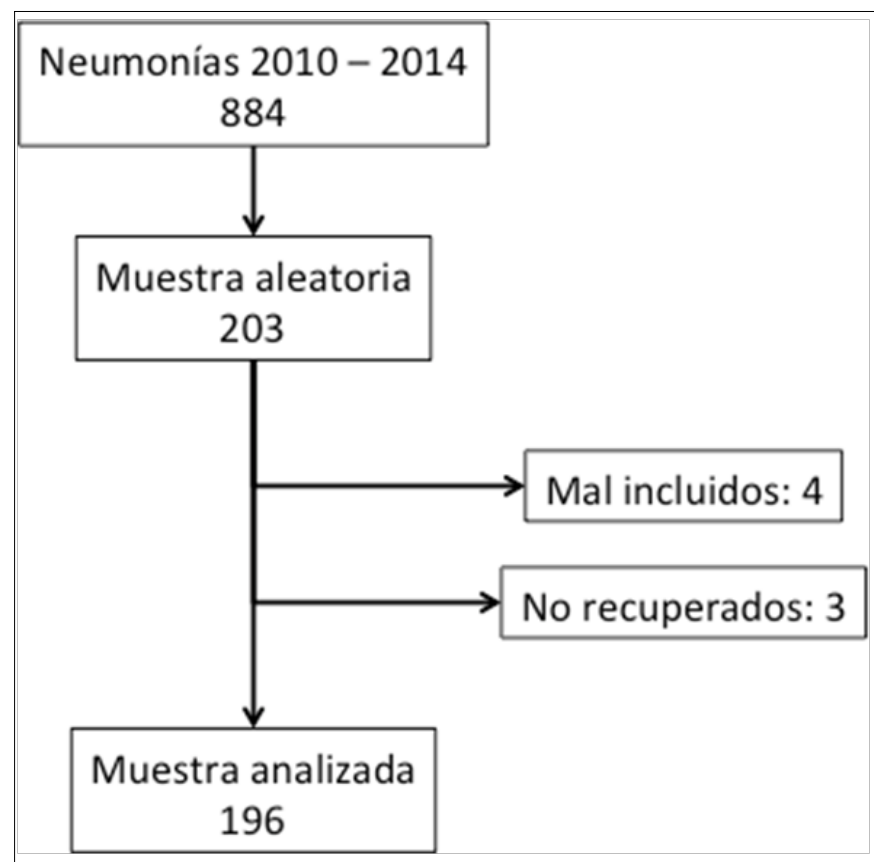 Neumonías 2010 – 2014
884
Muestra aleatoria
203
Mal incluidos: 4
No recuperados: 3
Muestra analizada
196